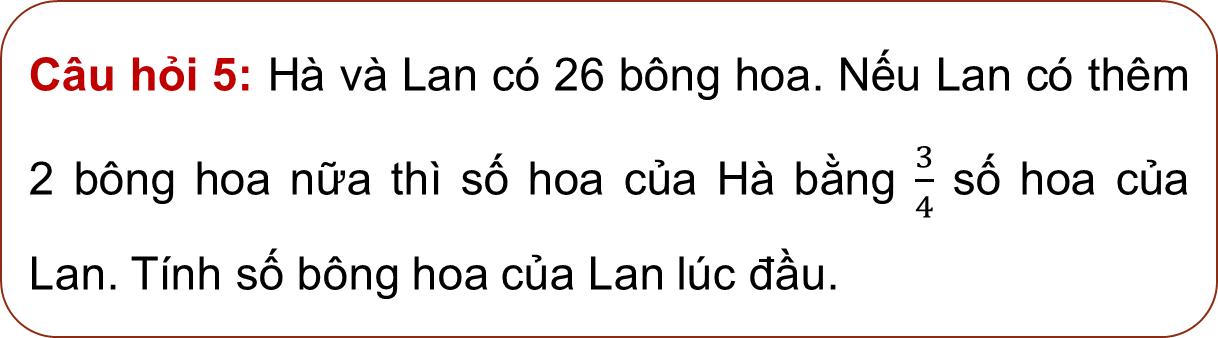 Câu hỏi 5: Hà và Lan có 26 bông hoa. Nếu Lan có thêm
2 bông hoa nữa thì số hoa của Hà bằng 3/4 số hoa của
Lan. Tính số bông hoa của Lan lúc đầu.